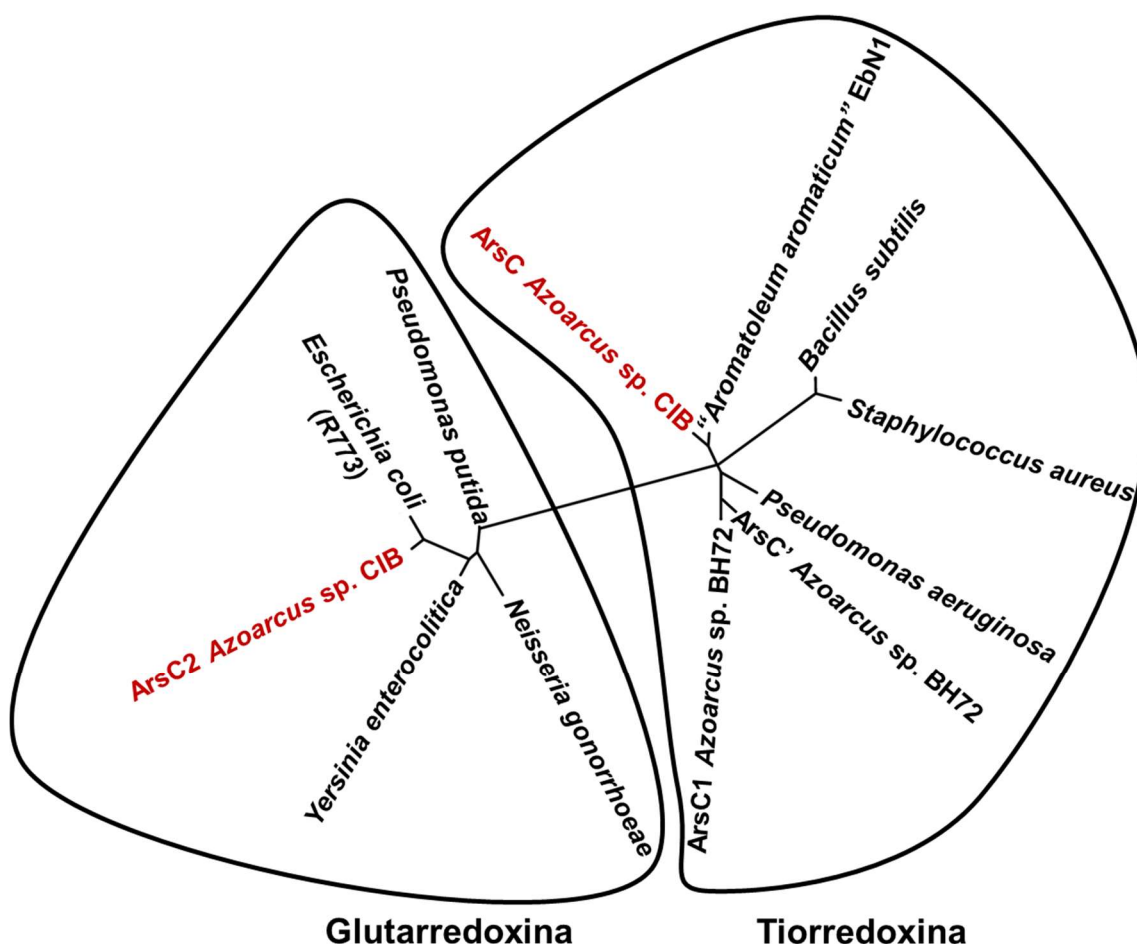 "Aromatoleum aromaticum" EbN1
Bacillus subtilis
ArsC Azoarcus sp. CIB
Staphylococcus aureus
Pseudomonas aeruginosa
ArsC' Azoarcus sp. BH72
ArsC1 Azoarcus sp. BH72
Pseudomonas putida
Escherichia coli
(R773)
ArsC2 Azoarcus sp. CIB
Yersinia enterocolitica
Neisseria gonorrhoeae
Glutarredoxina
Tiorredoxina